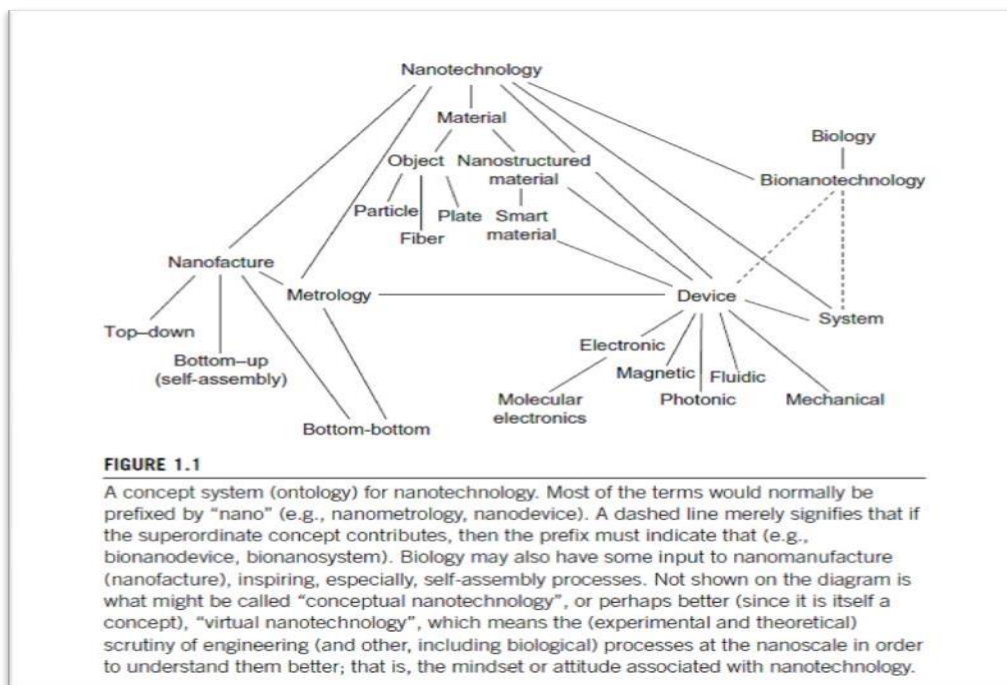 Nanotechnology
Material
Biology
Object Nanostructured
material
Bionanotechnology
Particle Plate Smart
material
Fiber
Nanofacture
Metrology Device
System
Top–down
Bottom–up
(self-assembly)
Electronic
Magnetic Fluidic
Molecular
electronics
Photonic Mechanical
Bottom-bottom
FIGURE 1.1
A concept system (ontology) for nanotechnology. Most of the terms would normally be
prefixed by “nano” (e.g., nanometrology, nanodevice). A dashed line merely signifies that if
the superordinate concept contributes, then the prefix must indicate that (e.g.,
bionanodevice, bionanosystem). Biology may also have some input to nanomanufacture
(nanofacture), inspiring, especially, self-assembly processes. Not shown on the diagram is
what might be called “conceptual nanotechnology”, or perhaps better (since it is itself a
concept), “virtual nanotechnology”, which means the (experimental and theoretical)
scrutiny of engineering (and other, including biological) processes at the nanoscale in order
to understand them better; that is, the mindset or attitude associated with nanotechnology.